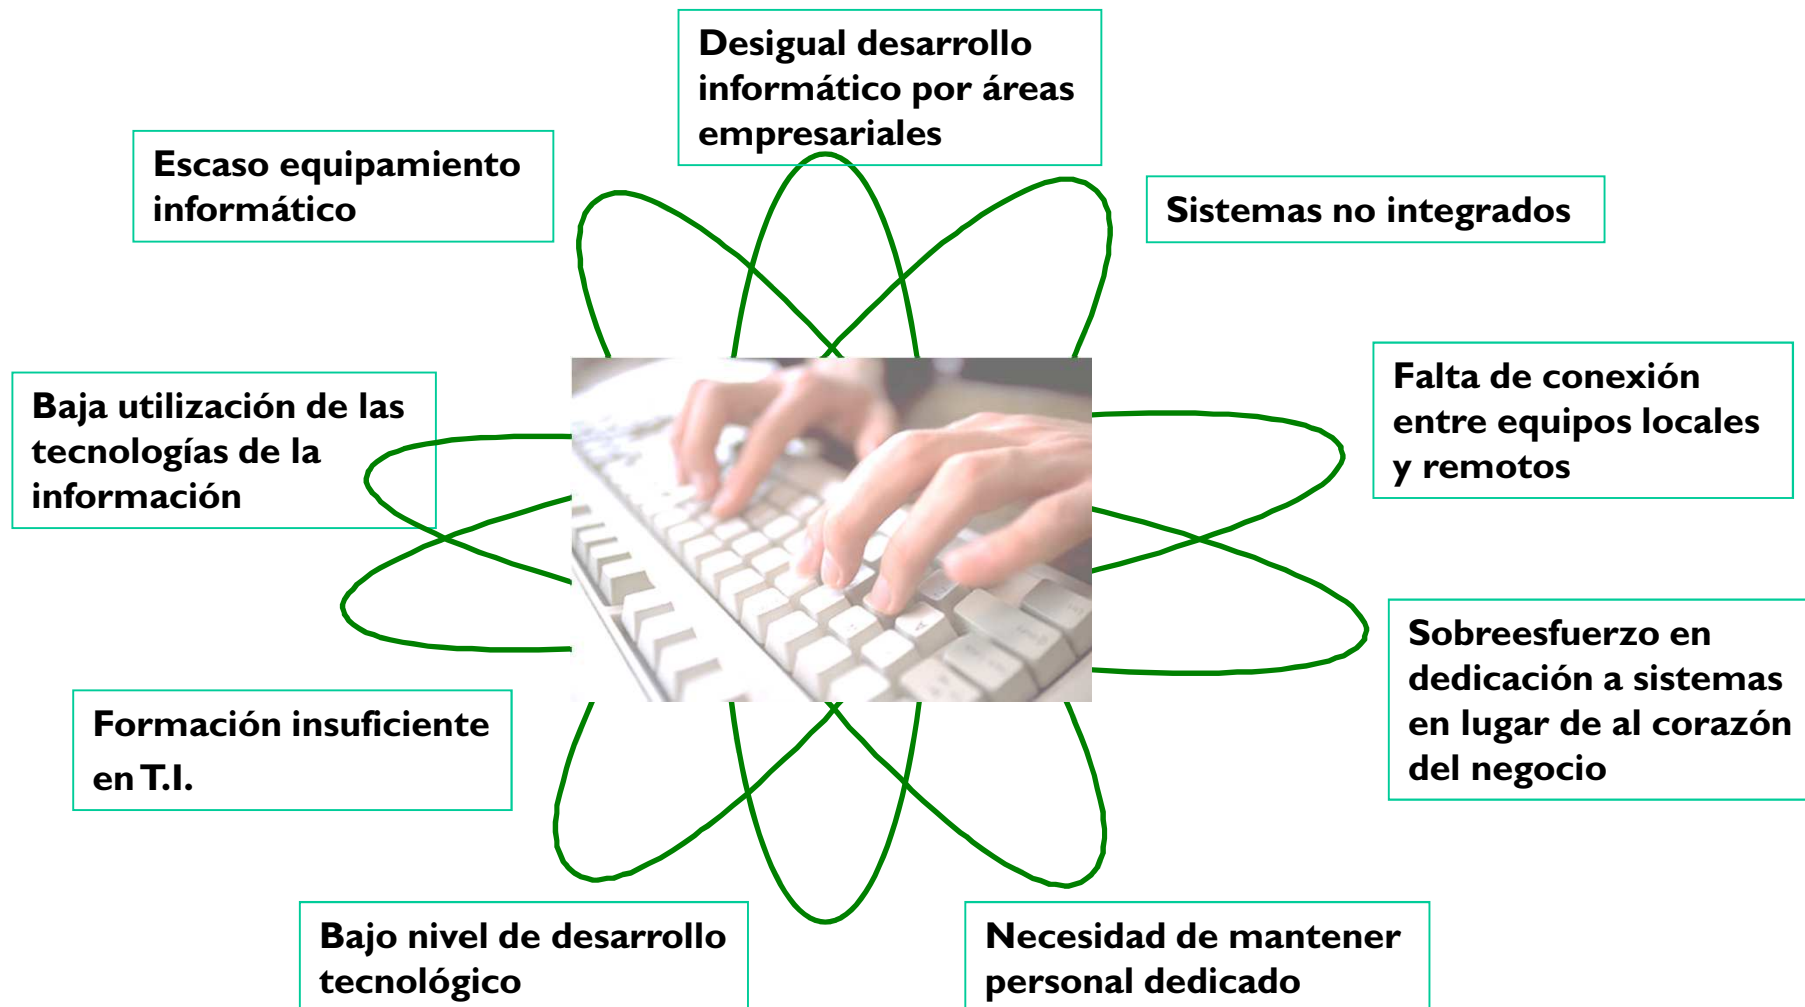 Desigual desarrollo
informático por áreas
empresariales
Escaso equipamiento
informático
Sistemas no integrados
Baja utilización de las
tecnologías de la
información
Falta de conexión
entre equipos locales
y remotos
Sobreesfuerzo en
dedicación a sistemas
en lugar de al corazón
del negocio
Formación insuficiente
en T.I.
Bajo nivel de desarrollo
tecnológico
Necesidad de mantener
personal dedicado